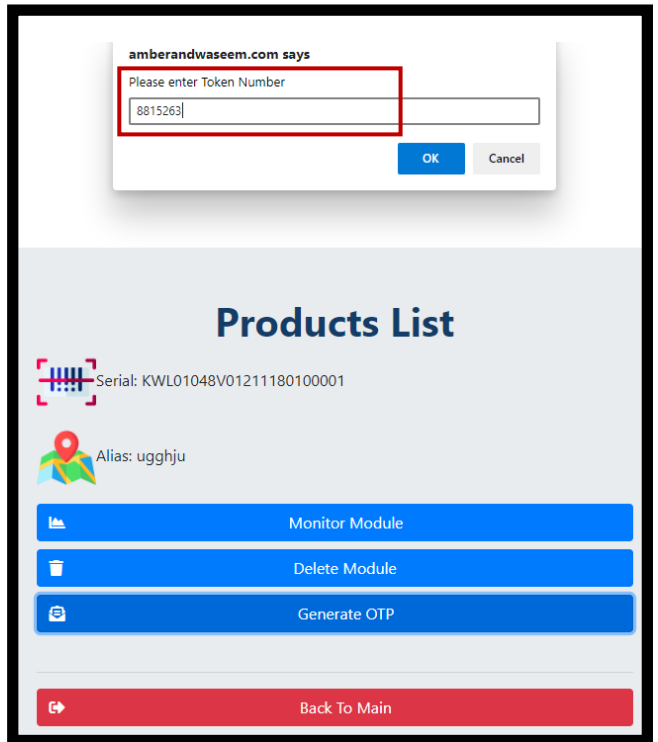 amberandwaseem.com says
Please enter Token Number
8815263
OK Cancel
Products List
Serial: KWL01048V01211180100001
Alias: ugghju
Monitor Module
Delete Module
Generate OTP
Back To Main